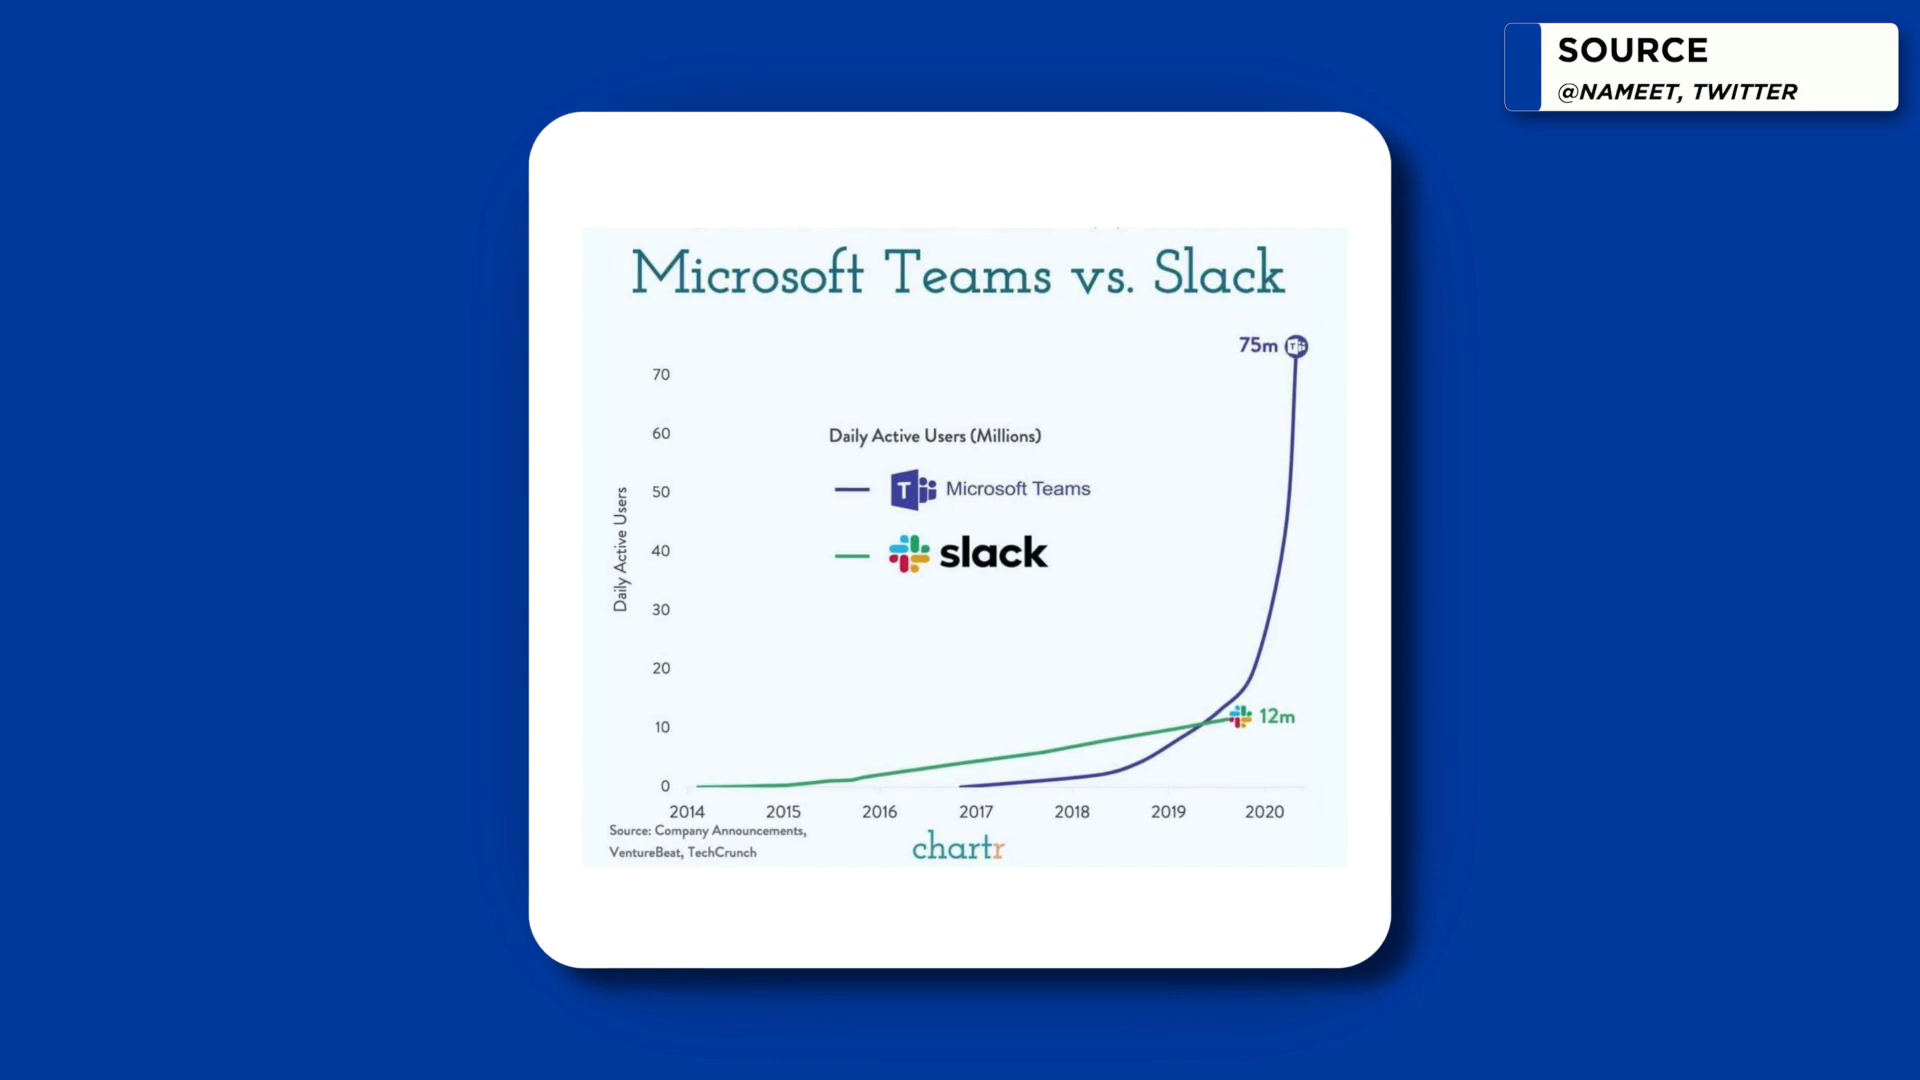 SOURCE
@NAMEET, TWITTER
Microsoft Teams vs. Slack
75m
70
60
50
40
30
20
10
0
Daily Active Users
Daily Active Users (Millions)
T Microsoft Teams
slack
12m
2014 2015 2016 2017 2018 2019 2020
Source: Company Announcements,
VentureBeat, TechCrunch
chartr